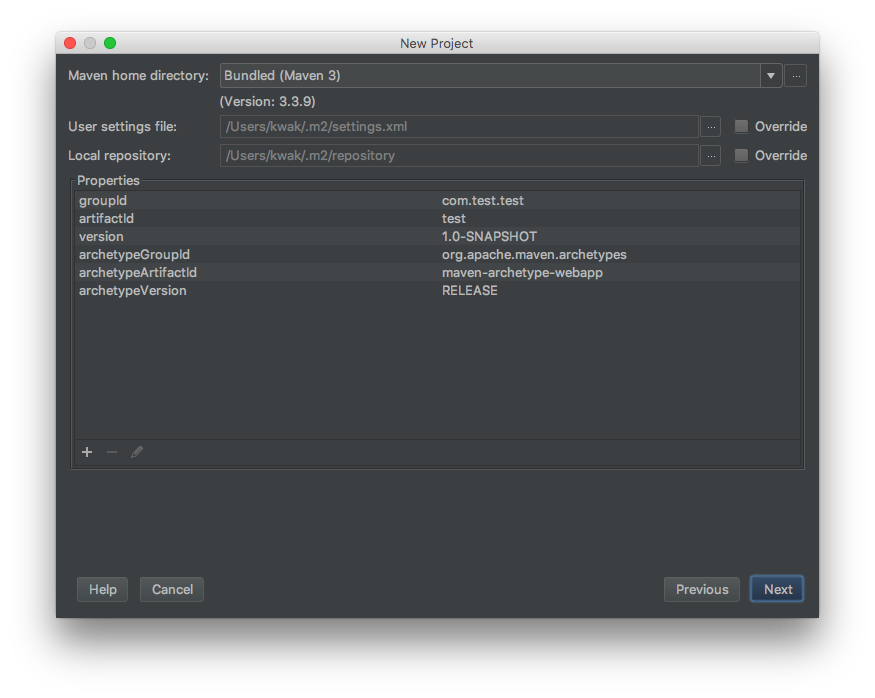 New Project
Maven home directory: Bundled (Maven 3) ...
(Version: 3.3.9)
User settings file: /Users/kwak/.m2/settings.xml ... Override
Local repository: /Users/kwak/.m2/repository ... Override
Properties
groupId com.test.test
artifactId test
version 1.0-SNAPSHOT
archetypeGroupId org.apache.maven.archetypes
archetypeArtifactId maven-archetype-webapp
archetypeVersion RELEASE
Help Cancel Previous Next